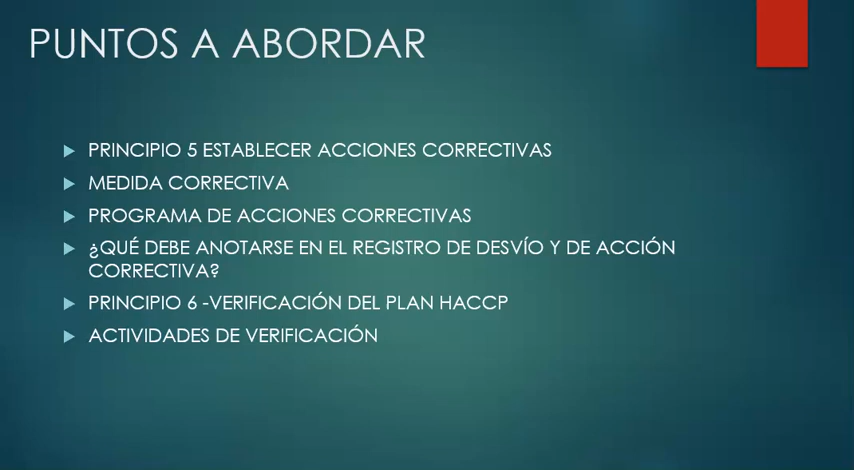 PUNTOS A ABORDAR
PRINCIPIO 5 ESTABLECER ACCIONES CORRECTIVAS
MEDIDA CORRECTIVA
PROGRAMA DE ACCIONES CORRECTIVAS
¿QUÉ DEBE ANOTARSE EN EL REGISTRO DE DESVÍO Y DE ACCIÓN
CORRECTIVA?
PRINCIPIO 6 -VERIFICACIÓN DEL PLAN HACCP
ACTIVIDADES DE VERIFICACIÓN